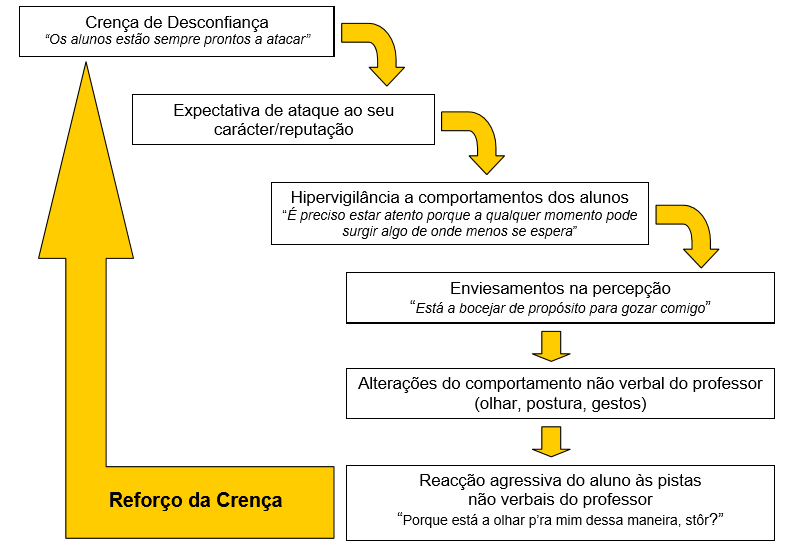 Crença de Desconfiança
“Os alunos estão sempre prontos a atacar”
Expectativa de ataque ao seu
carácter/reputação
Hipervigilância a comportamentos dos alunos
“É preciso estar atento porque a qualquer momento pode
surgir algo de onde menos se espera”
Enviesamentos na percepção
“Está a bocejar de propósito para gozar comigo”
Alterações do comportamento não verbal do professor
(olhar, postura, gestos)
Reacção agressiva do aluno às pistas
não verbais do professor
“Porque está a olhar p’ra mim dessa maneira, stôr?”
Reforço da Crença